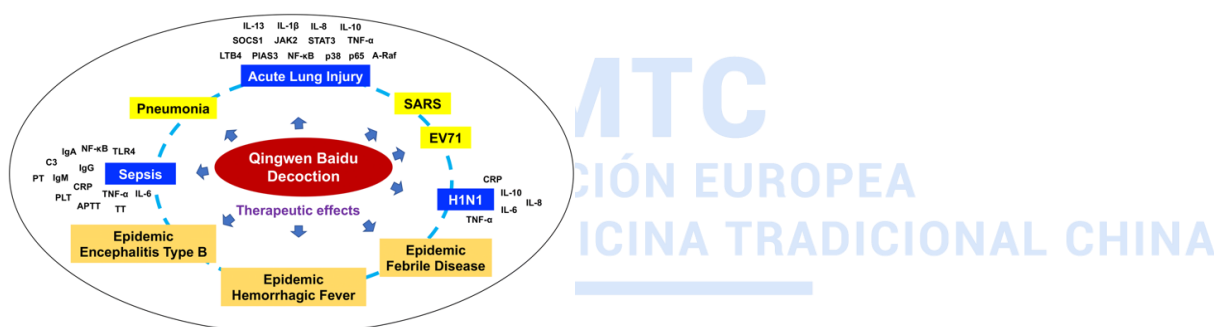 IL-13 IL-1β IL-8 IL-10
SOCS1 JAK2 STAT3 TNF-α
LTB4 PIAS3 NF-κB p38 p65 A-Raf
Acute Lung Injury
Pneumonia
SARS
EV71
IgA NF-κB TLR4
C3 IgG
PT IgM
CRP
PLT TNF-α IL-6
APTT TT
Sepsis
Qingwen Baidu
Decoction
Therapeutic effects
CRP
H1N1
IL-10
IL-8
IL-6
TNF-α
Epidemic
Encephalitis Type B
Epidemic
Hemorrhagic Fever
Epidemic
Febrile Disease
MTC
CIÓN EUROPEA
ICINA TRADICIONAL CHINA